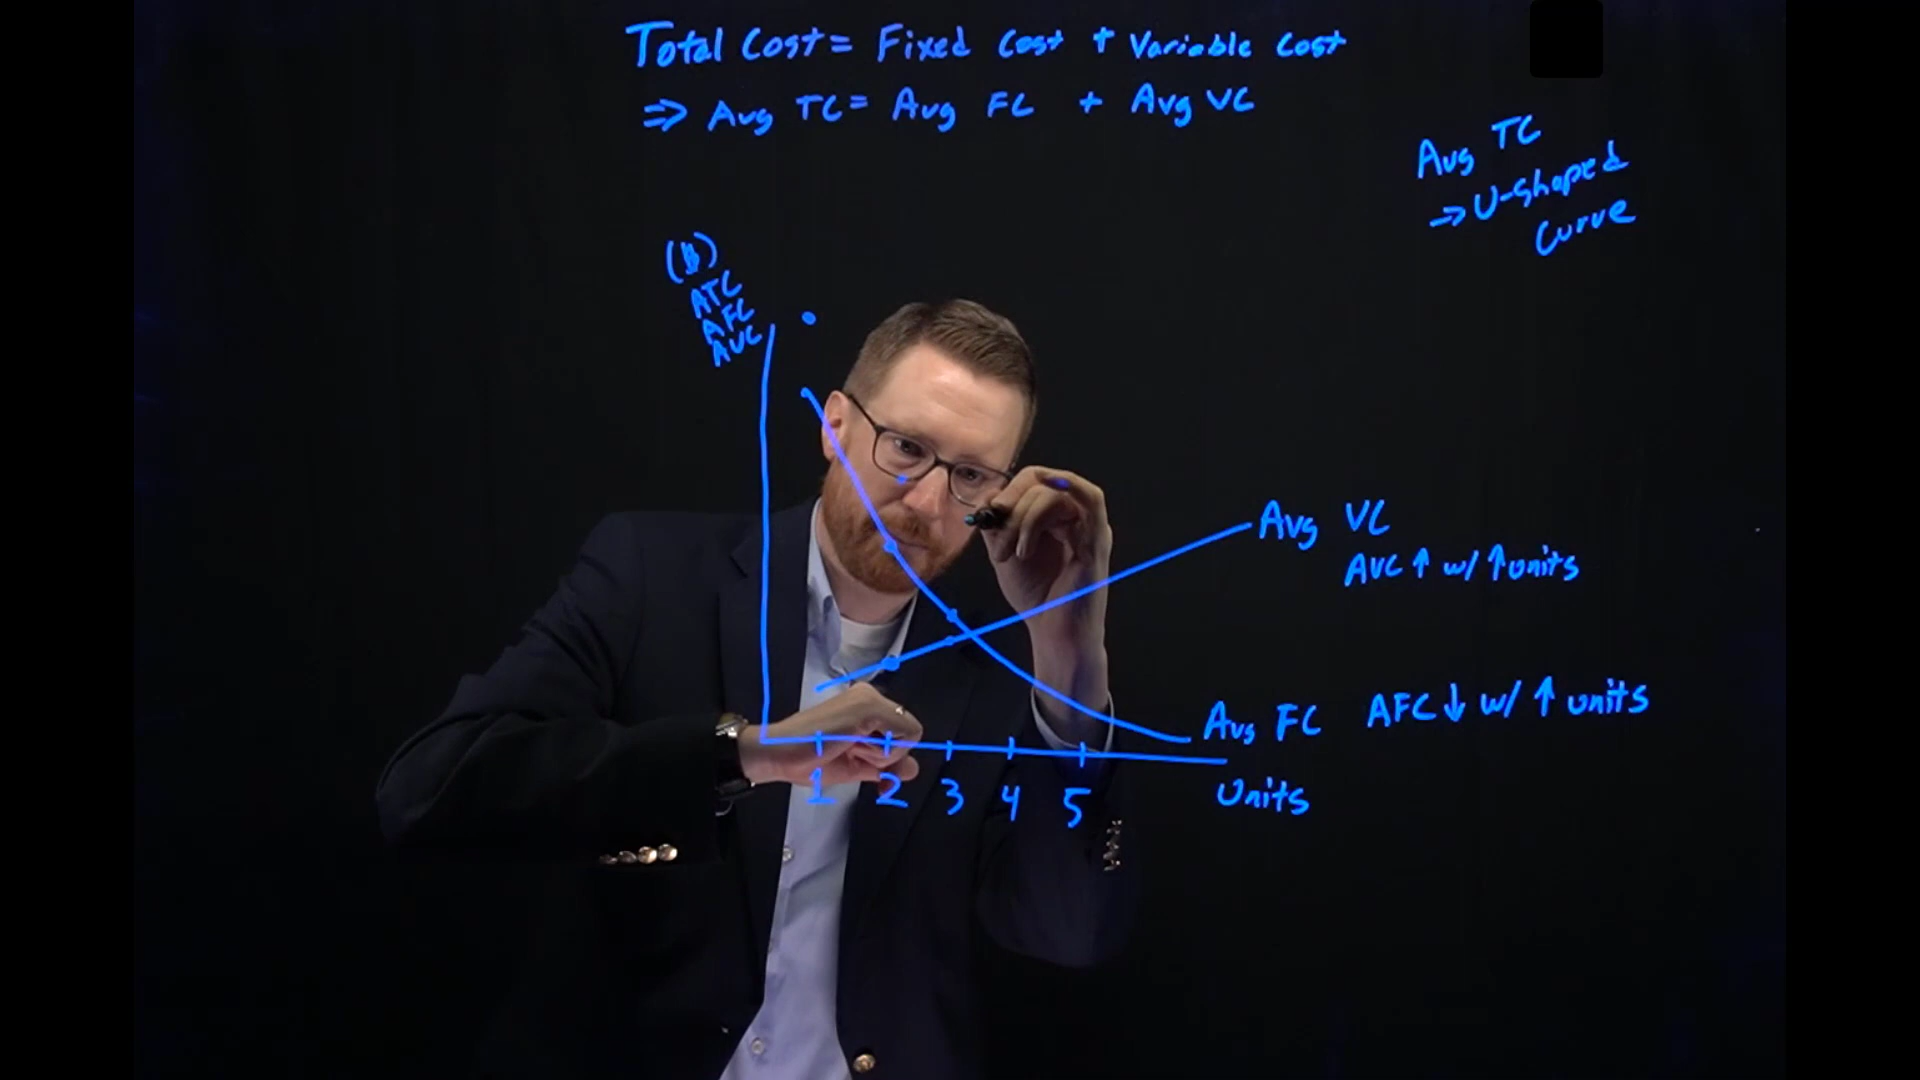 Total Cost = Fixed Cost + Variable Cost
⇒ Avg TC = Avg FC + Avg VC
Avg TC
⇒ U-shaped
Curve
($)
ATC
AFC
AVC
Avg VC
AVC ↑ w/ ↑ units
Avg FC AFC ↓ w/ ↑ units
1 2 3 4 5 Units